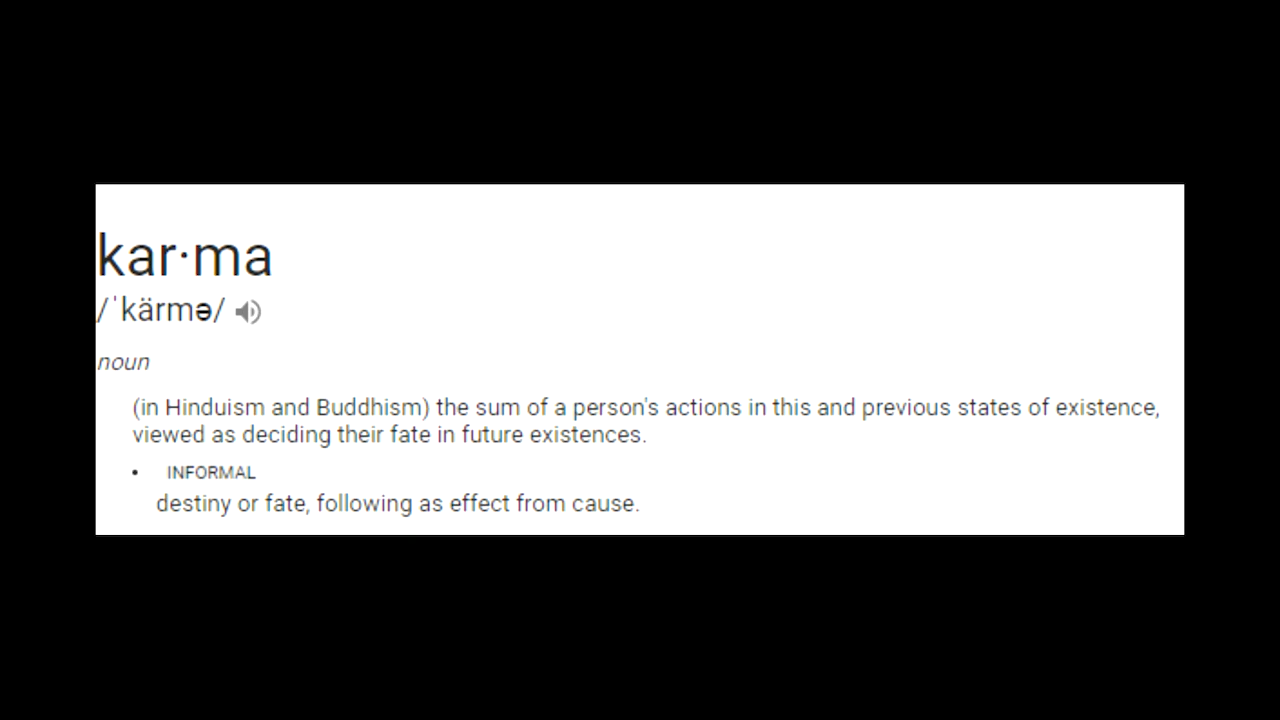 kar·ma
/ˈkärmə/
noun
(in Hinduism and Buddhism) the sum of a person's actions in this and previous states of existence,
viewed as deciding their fate in future existences.
• INFORMAL
destiny or fate, following as effect from cause.